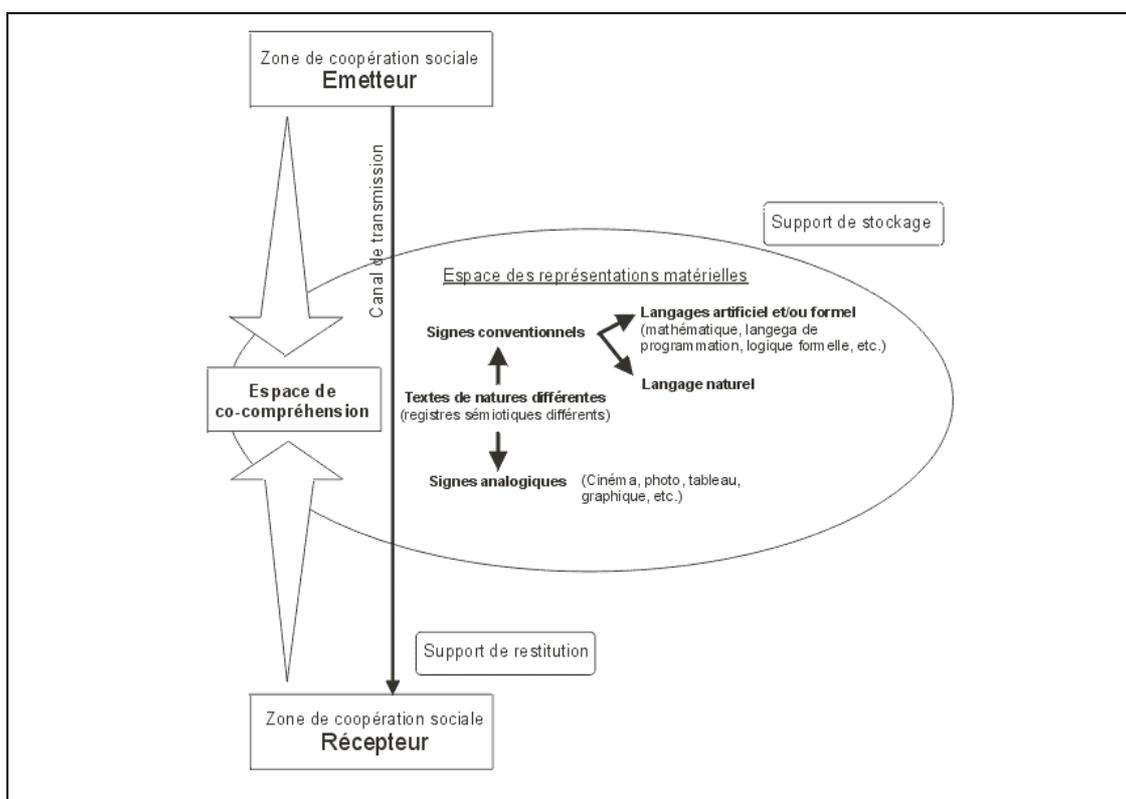 Zone de coopération sociale
Emetteur
Canal de transmission
Support de stockage
Espace des représentations matérielles
Signes conventionnels
Langages artificiel et/ou formel
(mathématique, langega de
programmation, logique formelle, etc.)
Langage naturel
Espace de
co-compréhension
Textes de natures différentes
(registres sémiotiques différents)
Signes analogiques
(Cinéma, photo, tableau,
graphique, etc.)
Support de restitution
Zone de coopération sociale
Récepteur